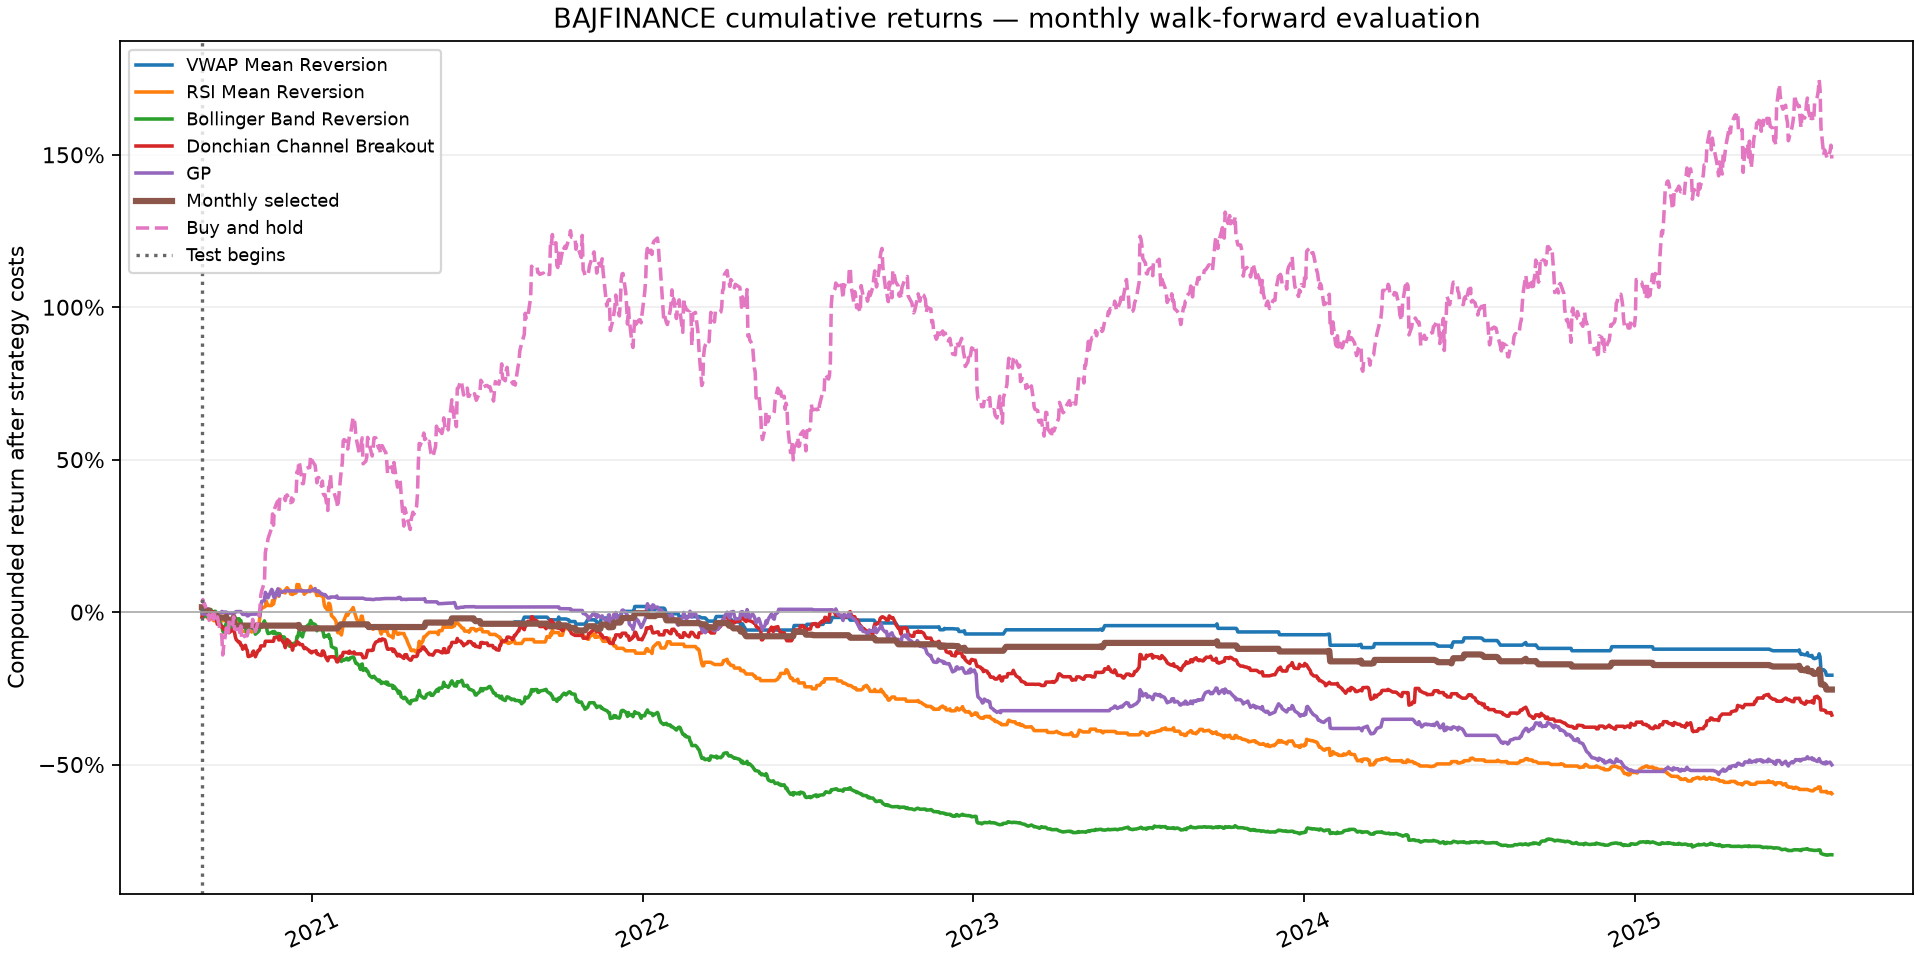 BAJFINANCE cumulative returns — monthly walk-forward evaluation
VWAP Mean Reversion
RSI Mean Reversion
Bollinger Band Reversion
Donchian Channel Breakout
GP
Monthly selected
Buy and hold
Test begins
Compounded return after strategy costs
150%
100%
50%
0%
−50%
2021
2022
2023
2024
2025